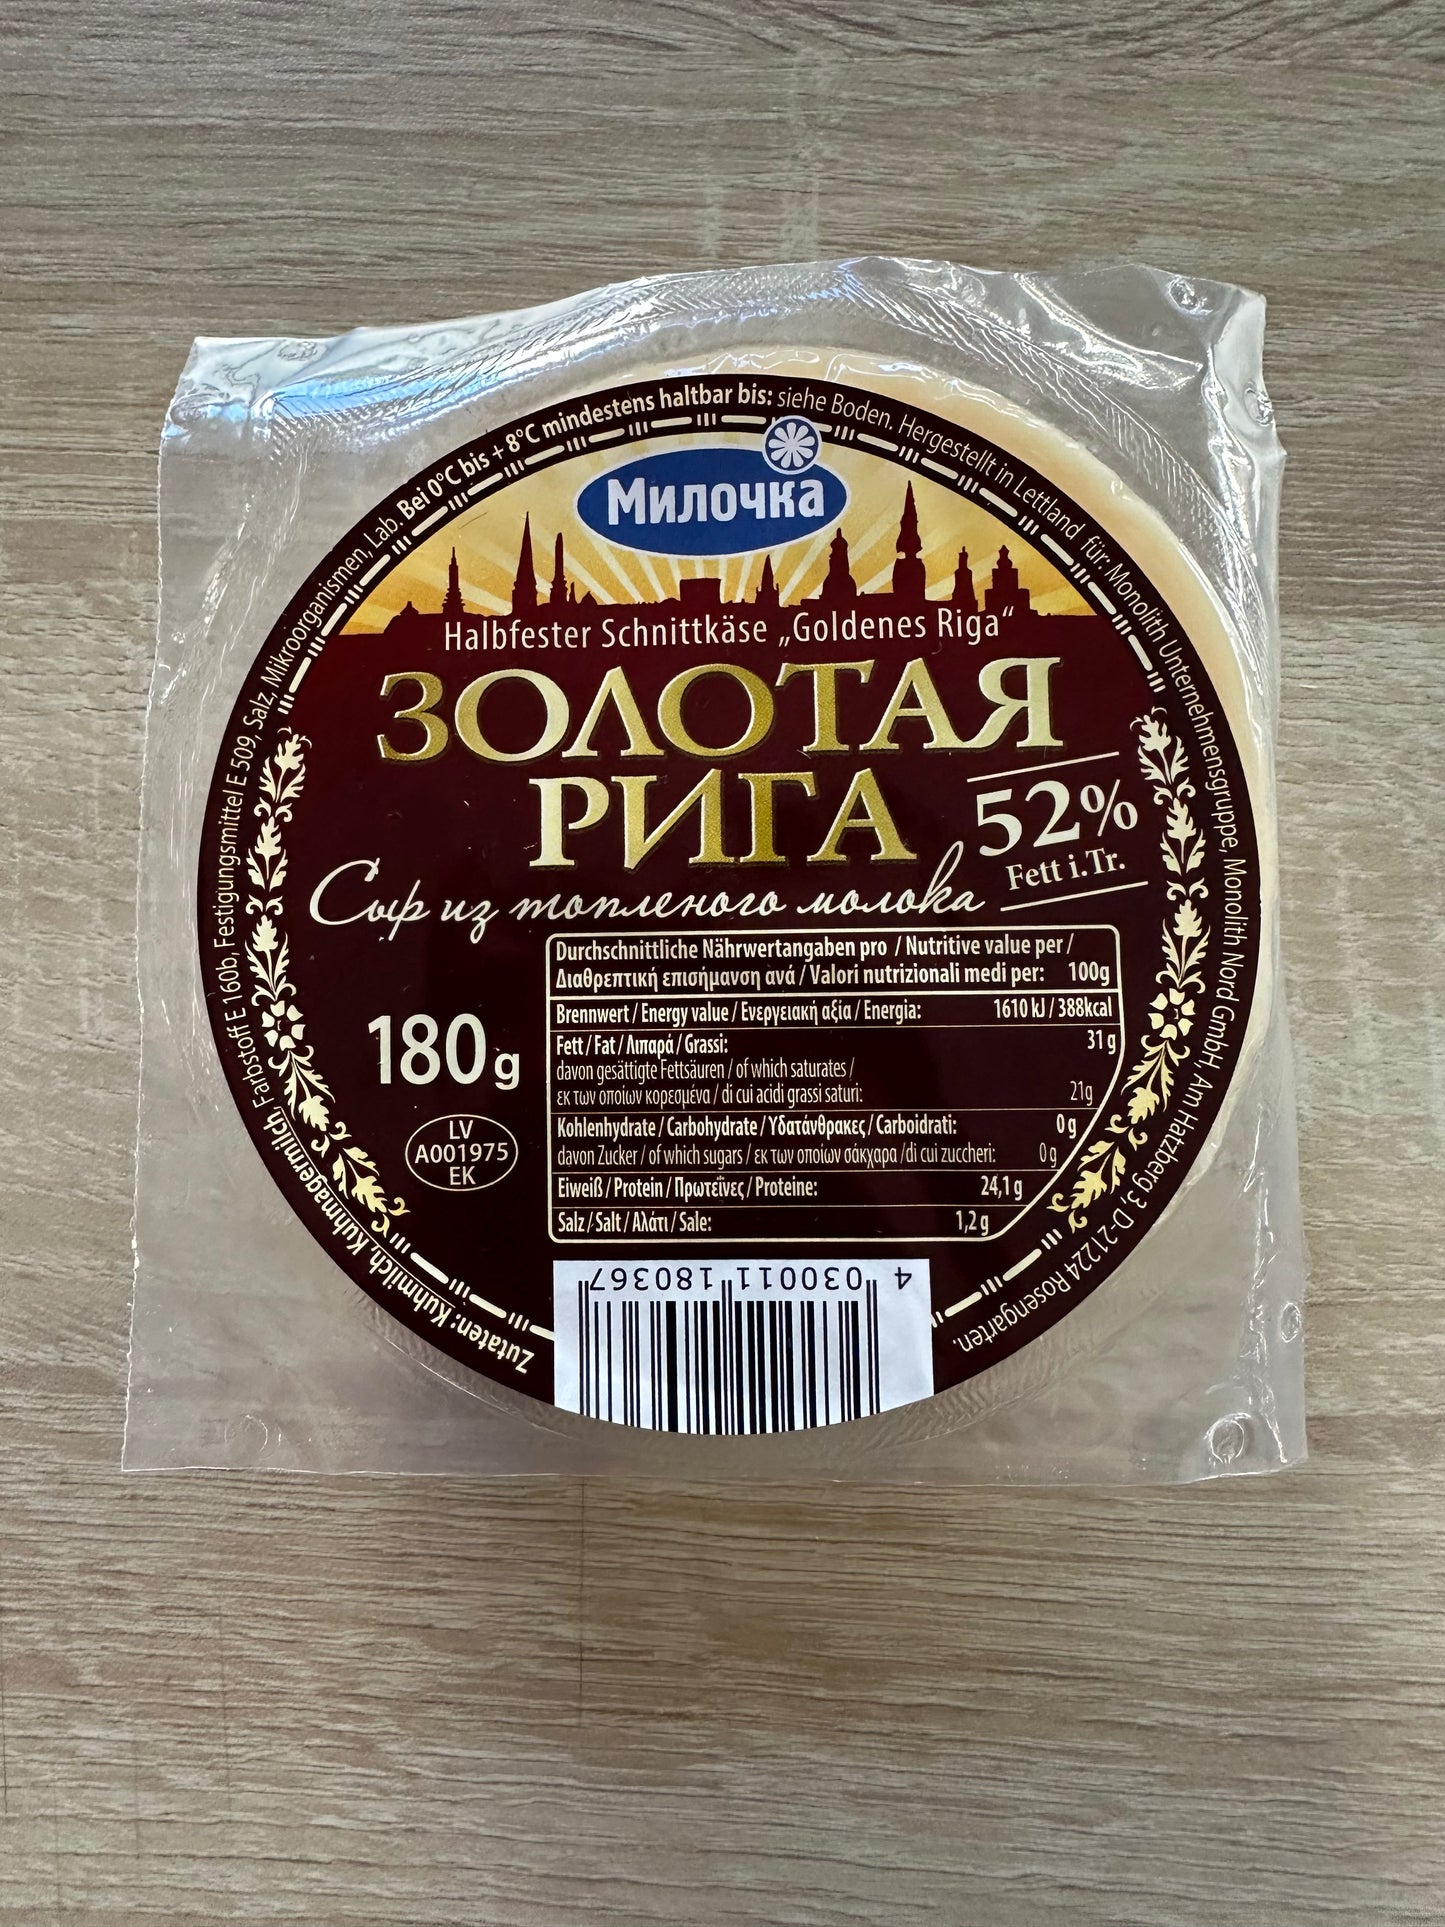 Zutaten: Kuhmilch, Kuhmagermilch, Farbstoff E 160b, Festigungsmittel E 509, Salz, Mikroorganismen, Lab. Bei 0°C bis + 8°C mindestens haltbar bis: siehe Boden. Hergestellt in Lettland für: Monolith Unternehmensgruppe, Monolith Nord GmbH, Am Hatzberg 3, D-21224 Rosengarten.
Милочка
Halbfester Schnittkäse „Goldenes Riga“
ЗОЛОТАЯ
РИГА
52%
Fett i.Tr.
Сыр из топленого молока
180g
LV
A001975
EK
Durchschnittliche Nährwertangaben pro / Nutritive value per /
Διαθρεπτική επισήμανση ἀνά / Valori nutrizionali medi per: 100g
Brennwert / Energy value / Ενεργειακή αξία / Energia: 1610 kJ / 388kcal
Fett / Fat / Λιπαρά / Grassi: 31 g
davon gesättigte Fettsäuren / of which saturates /
εκ των οποίων κορεσμένα / di cui acidi grassi saturi: 21g
Kohlenhydrate / Carbohydrate / Υδατάνθρακες / Carboidrati: 0 g
davon Zucker / of which sugars / εκ των οποίων σάκχαρα /di cui zuccheri: 0 g
Eiweiß / Protein / Πρωτεΐνες / Proteine: 24,1 g
Salz / Salt / Αλάτι / Sale: 1,2 g
4 030011 180367